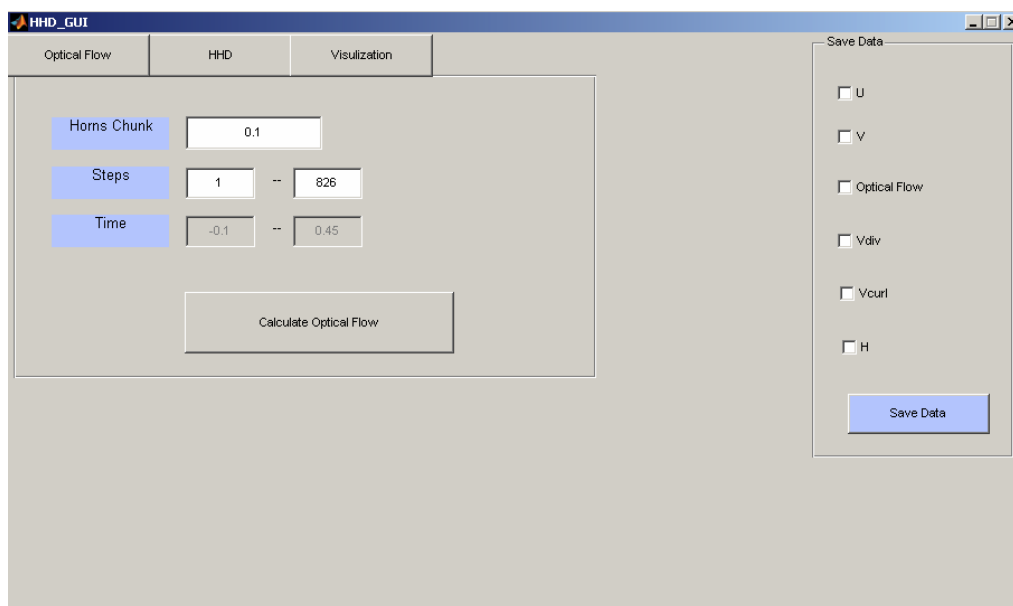 HHD_GUI
Optical Flow HHD Visulization
Horns Chunk 0.1
Steps 1 -- 826
Time -0.1 -- 0.45
Calculate Optical Flow
Save Data
U
V
Optical Flow
Vdiv
Vcurl
H
Save Data